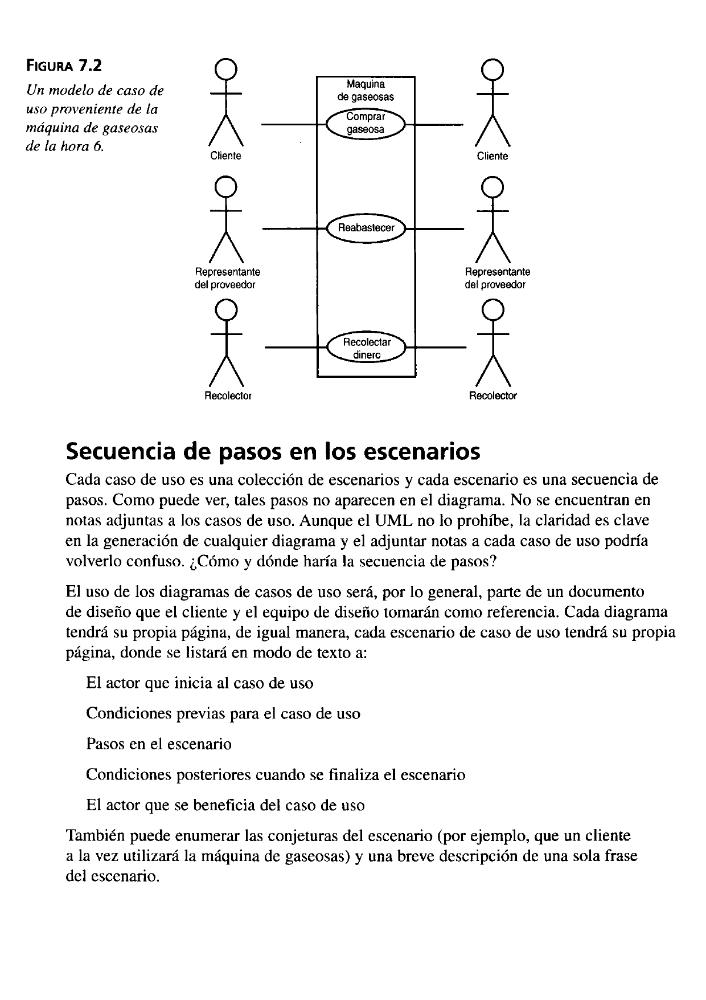 FIGURA 7.2
Un modelo de caso de
uso proveniente de la
máquina de gaseosas
de la hora 6.
Maquina
de gaseosas
Comprar
gaseosa
Cliente
Cliente
Reabastecer
Representante
del proveedor
Representante
del proveedor
Recolectar
dinero
Recolector
Recolector
Secuencia de pasos en los escenarios
Cada caso de uso es una colección de escenarios y cada escenario es una secuencia de
pasos. Como puede ver, tales pasos no aparecen en el diagrama. No se encuentran en
notas adjuntas a los casos de uso. Aunque el UML no lo prohíbe, la claridad es clave
en la generación de cualquier diagrama y el adjuntar notas a cada caso de uso podría
volverlo confuso. ¿Cómo y dónde haría la secuencia de pasos?
El uso de los diagramas de casos de uso será, por lo general, parte de un documento
de diseño que el cliente y el equipo de diseño tomarán como referencia. Cada diagrama
tendrá su propia página, de igual manera, cada escenario de caso de uso tendrá su propia
página, donde se listará en modo de texto a:
El actor que inicia al caso de uso
Condiciones previas para el caso de uso
Pasos en el escenario
Condiciones posteriores cuando se finaliza el escenario
El actor que se beneficia del caso de uso
También puede enumerar las conjeturas del escenario (por ejemplo, que un cliente
a la vez utilizará la máquina de gaseosas) y una breve descripción de una sola frase
del escenario.